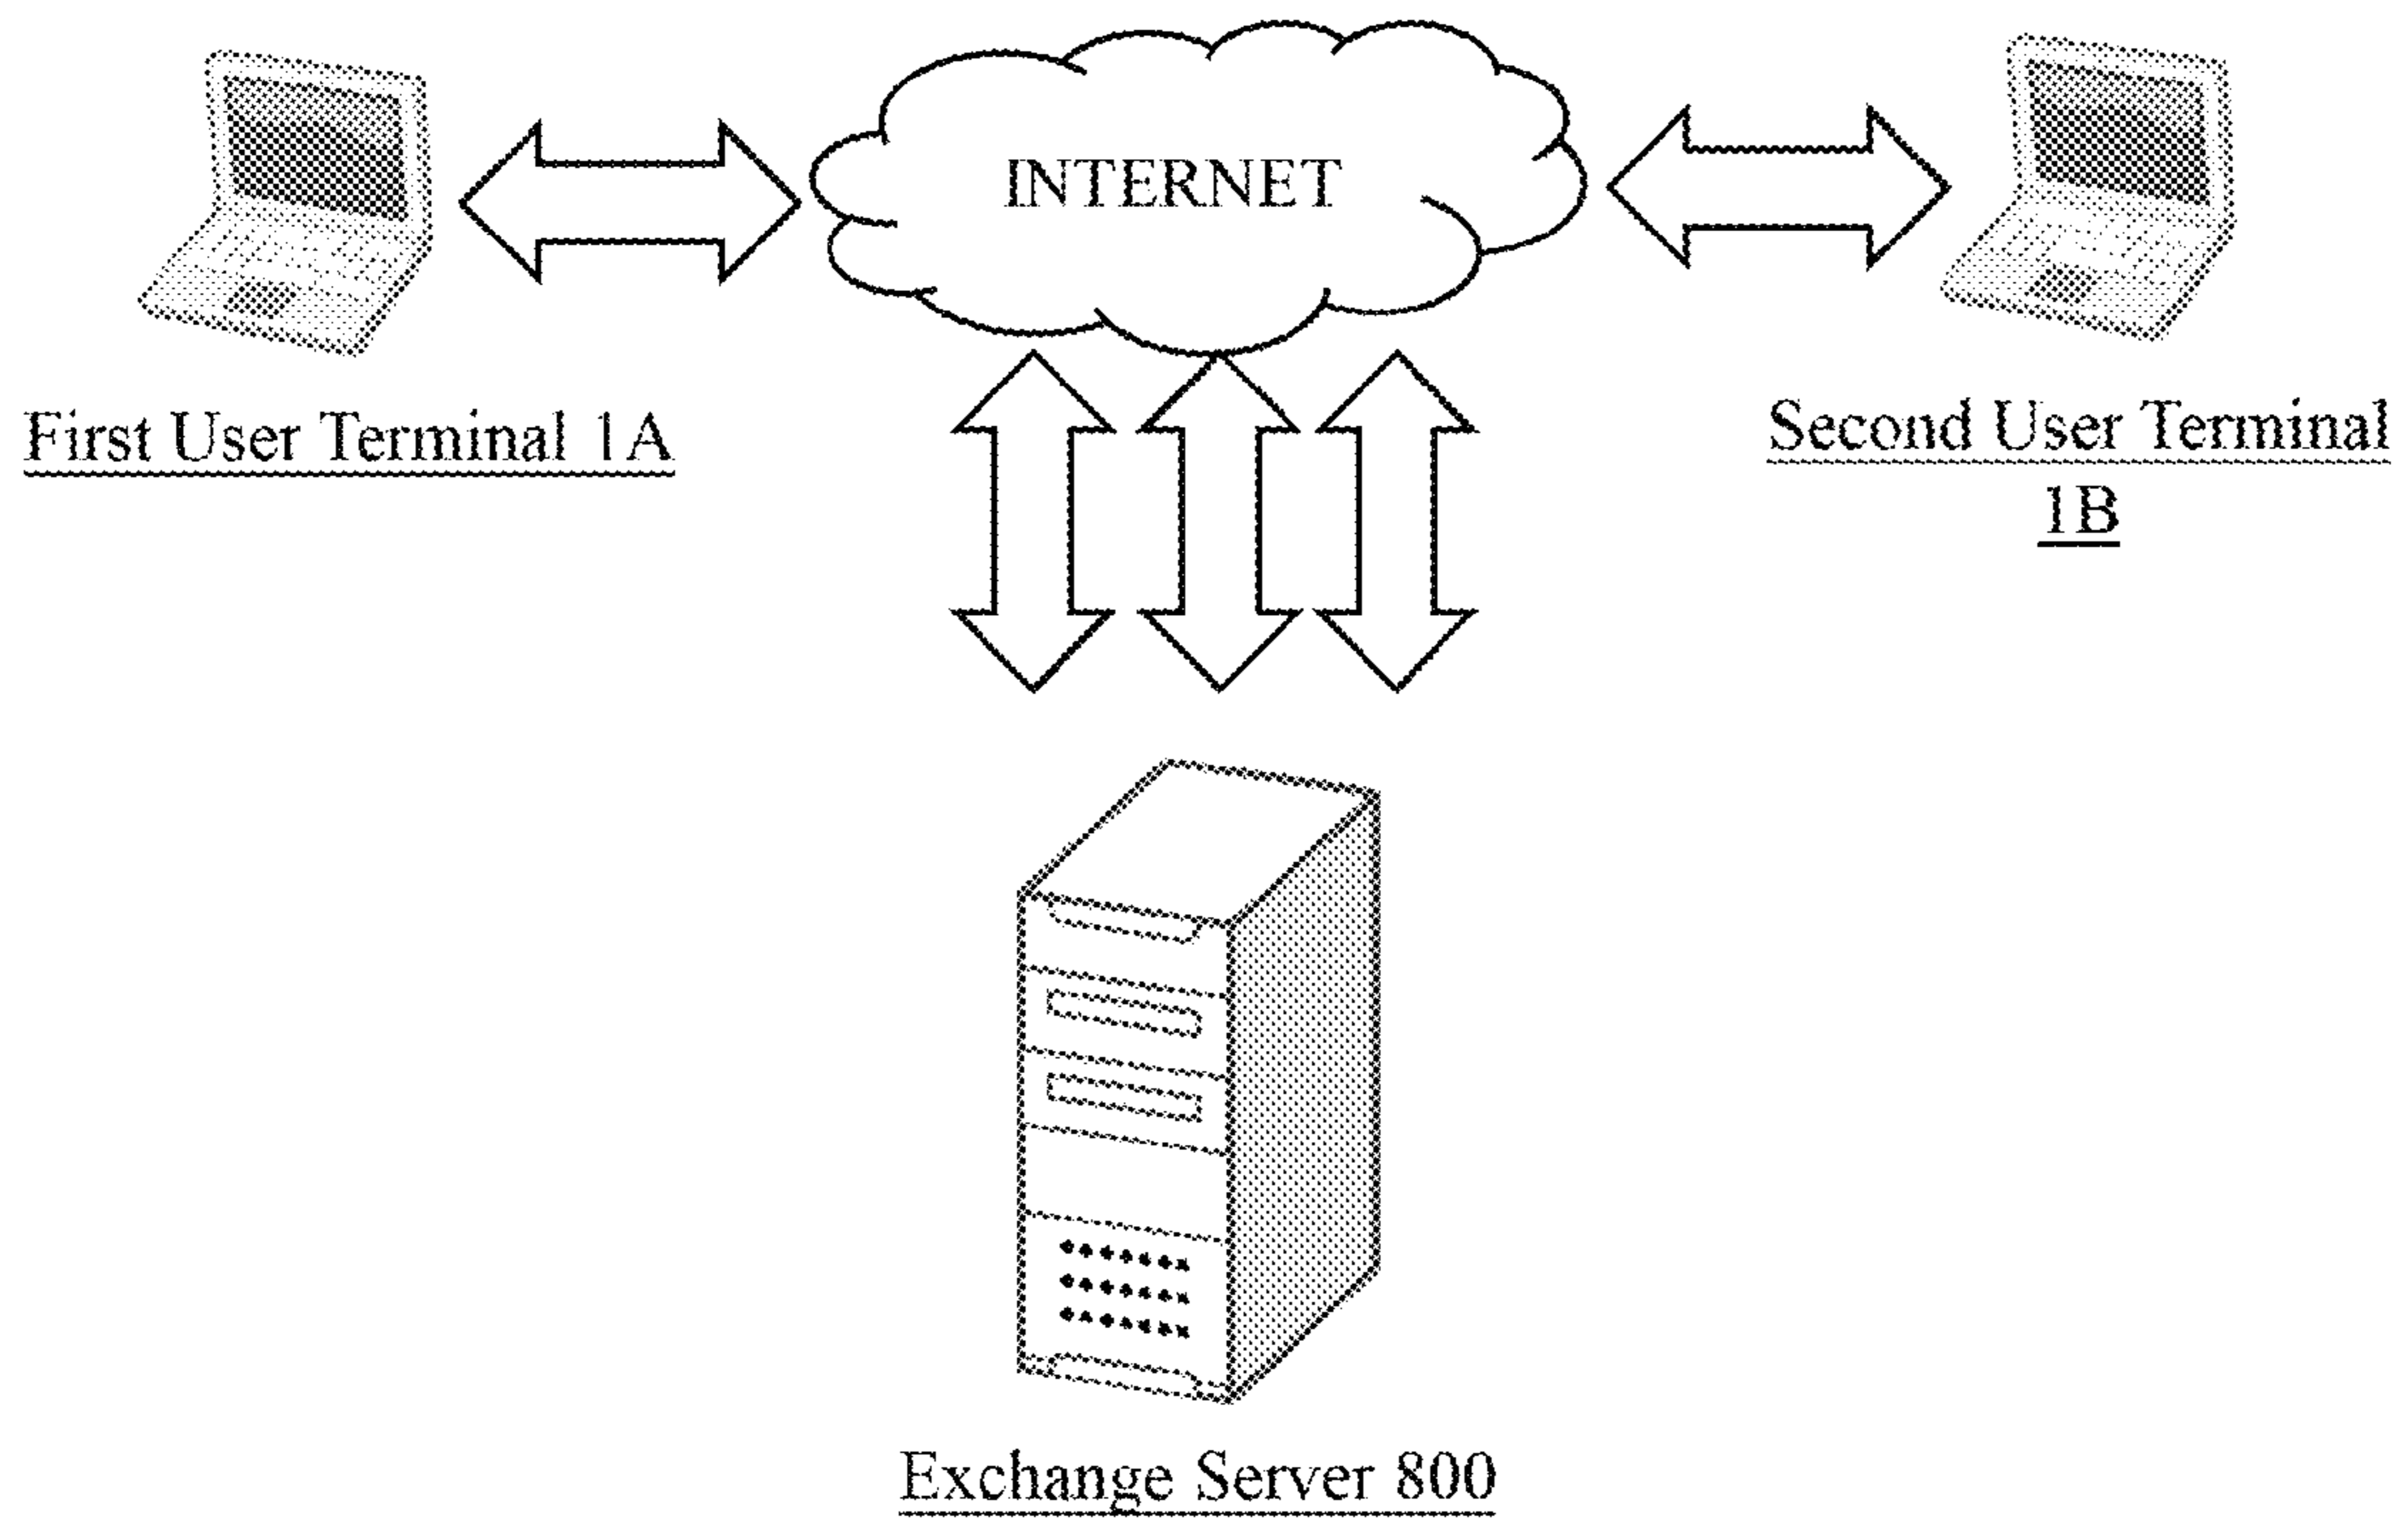 INTERNET
First User Terminal 1A
Second User Terminal
1B
Exchange Server 800